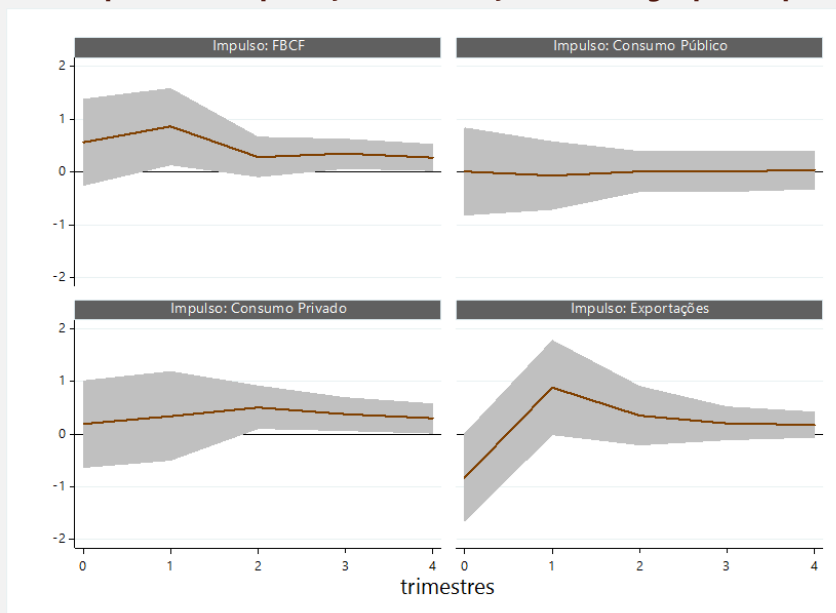 Impulso: FBCF
Impulso: Consumo Público
2
1
0
-1
-2
Impulso: Consumo Privado
Impulso: Exportações
2
1
0
-1
-2
0 1 2 3 4 0 1 2 3 4
trimestres